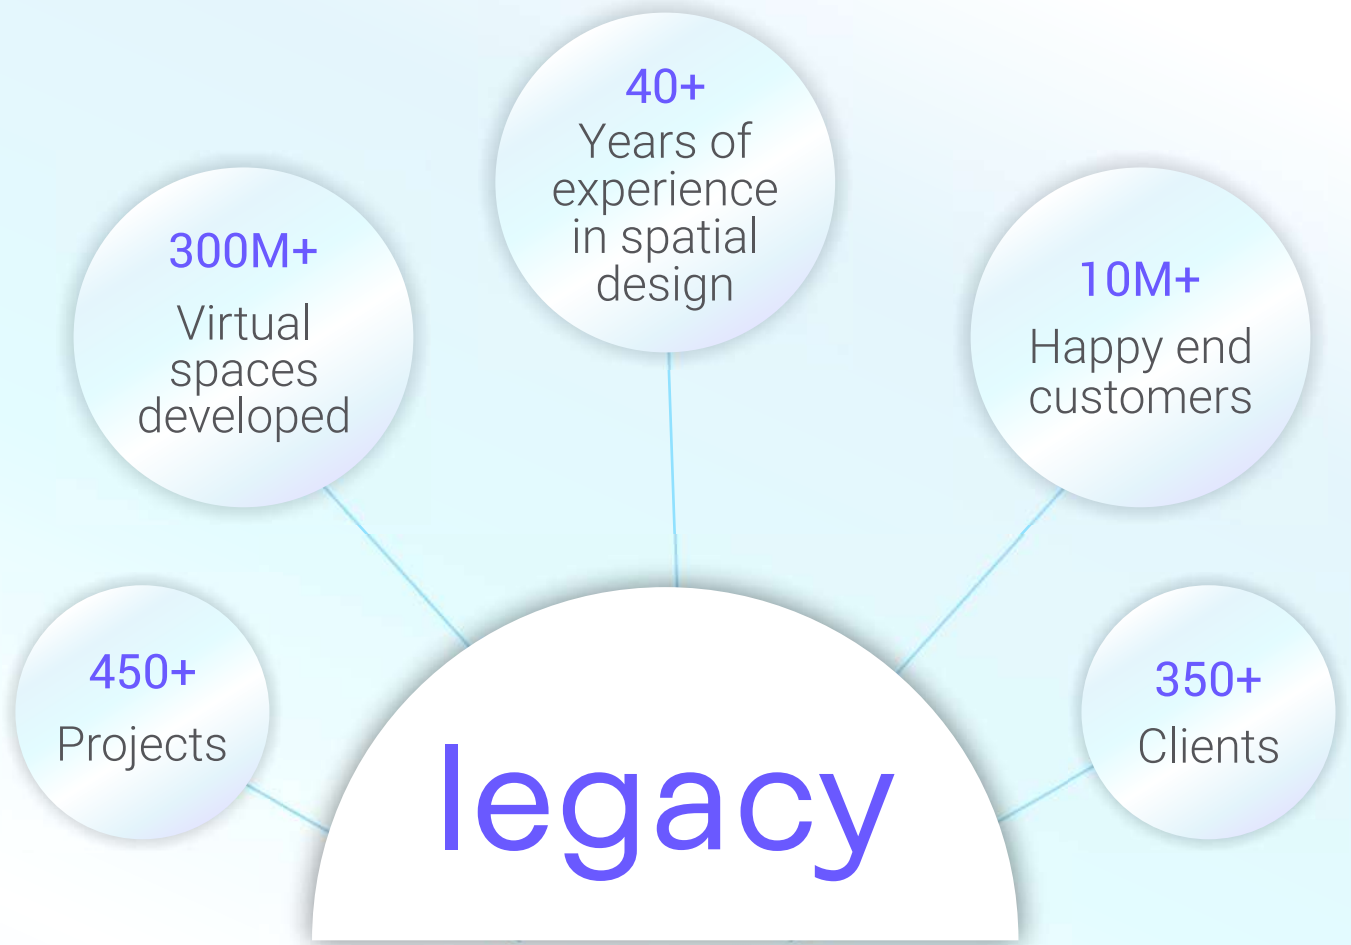 40+
Years of
experience
in spatial
design
300M+
Virtual
spaces
developed
10M+
Happy end
customers
450+
Projects
350+
Clients
legacy